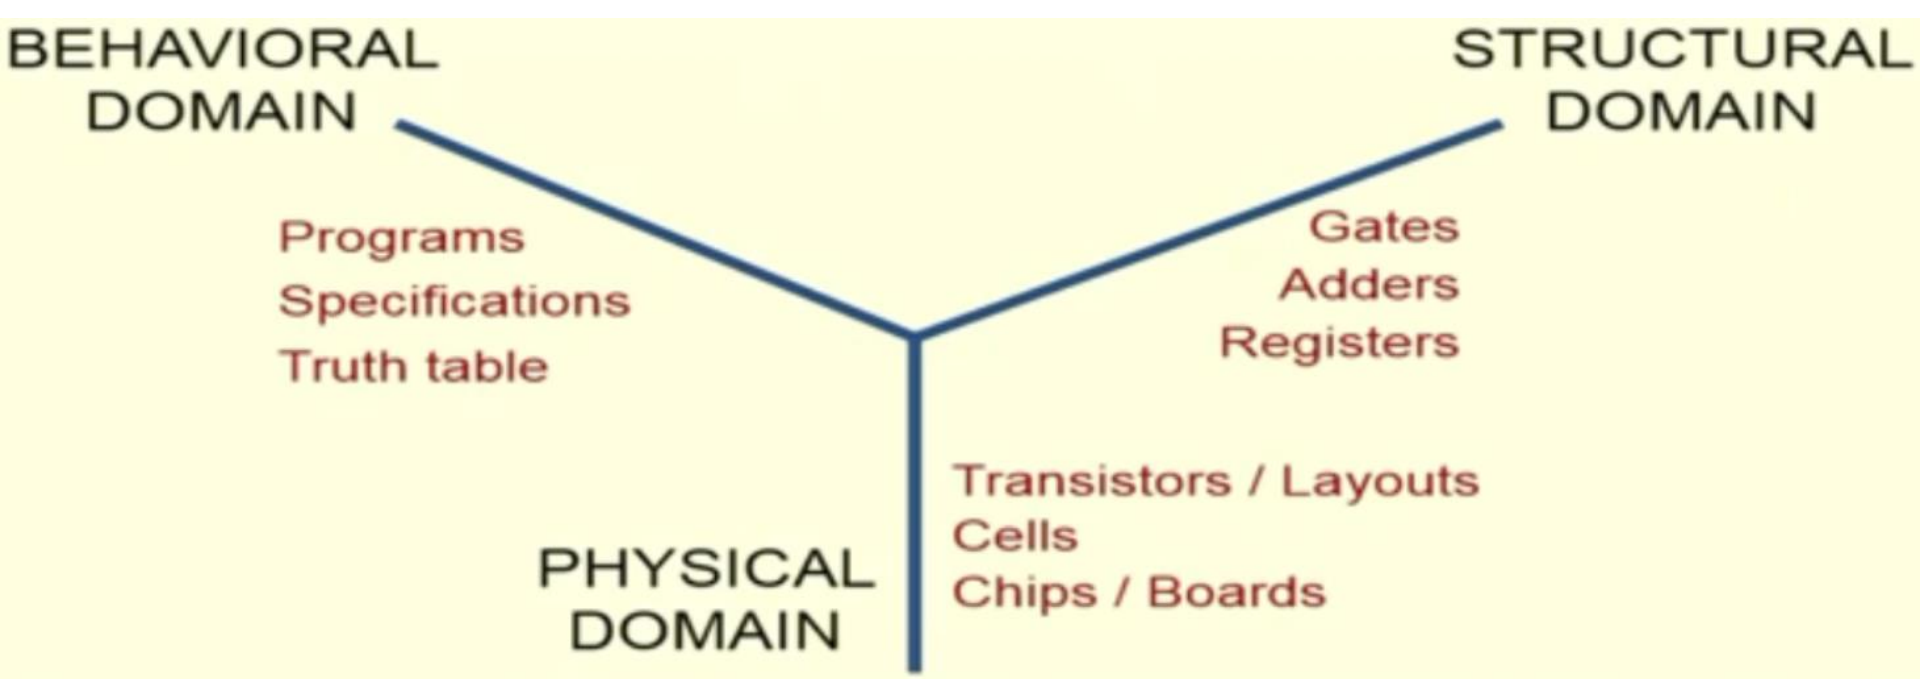 BEHAVIORAL
DOMAIN
STRUCTURAL
DOMAIN
Programs
Specifications
Truth table
Gates
Adders
Registers
Transistors / Layouts
Cells
Chips / Boards
PHYSICAL
DOMAIN